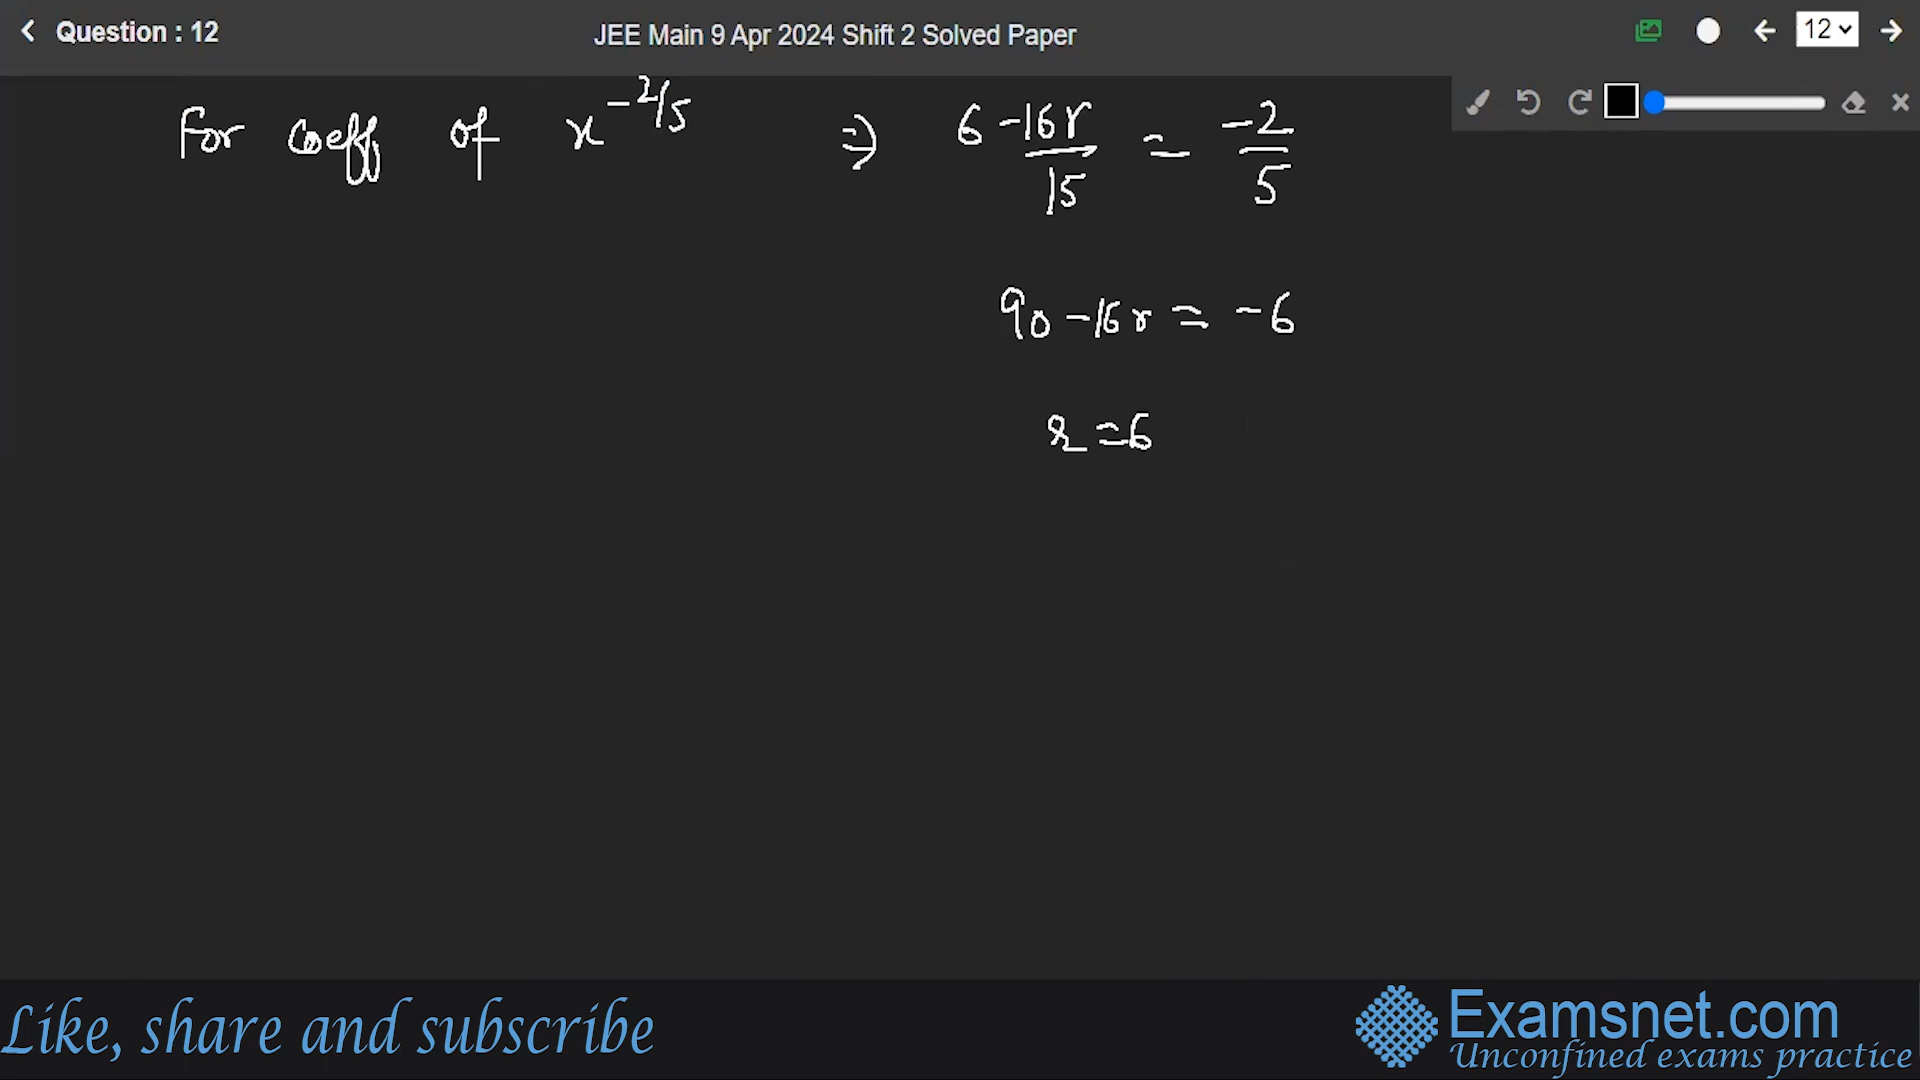 Question : 12
JEE Main 9 Apr 2024 Shift 2 Solved Paper
12
For coeff of x^{-2/5} ⇒ 6 - 16r/15 = -2/5
90 - 16r = -6
r = 6
Like, share and subscribe
Examsnet.com
Unconfined exams practice